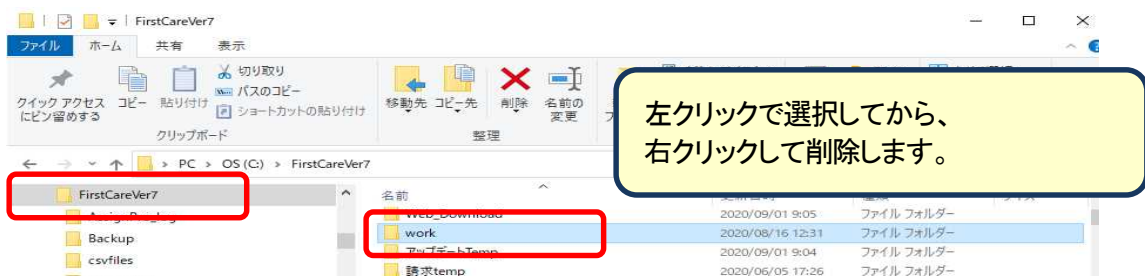 FirstCareVer7
ファイル ホーム 共有 表示
切り取り
パスのコピー
ショートカットの貼り付け
クイック アクセス
にピン留めする
コピー
貼り付け
クリップボード
移動先
コピー先
削除
名前の
変更
整理
左クリックで選択してから、
右クリックして削除します。
PC > OS (C:) > FirstCareVer7
FirstCareVer7
Backup
csvfiles
名前
Web_Download 2020/09/01 9:05 ファイル フォルダー
work 2020/08/16 12:31 ファイル フォルダー
アップデートTemp 2020/09/01 9:04 ファイル フォルダー
請求temp 2020/06/05 17:26 ファイル フォルダー